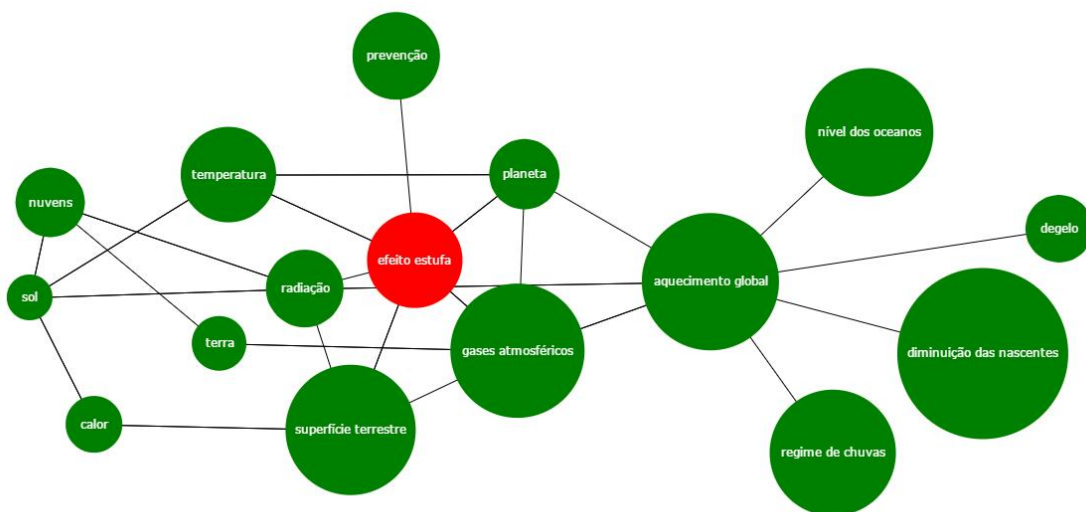 prevenção
nível dos oceanos
temperatura
planeta
nuvens
degelo
efeito estufa
aquecimento global
radiação
sol
terra
gases atmosféricos
diminuição das nascentes
calor
superfície terrestre
regime de chuvas